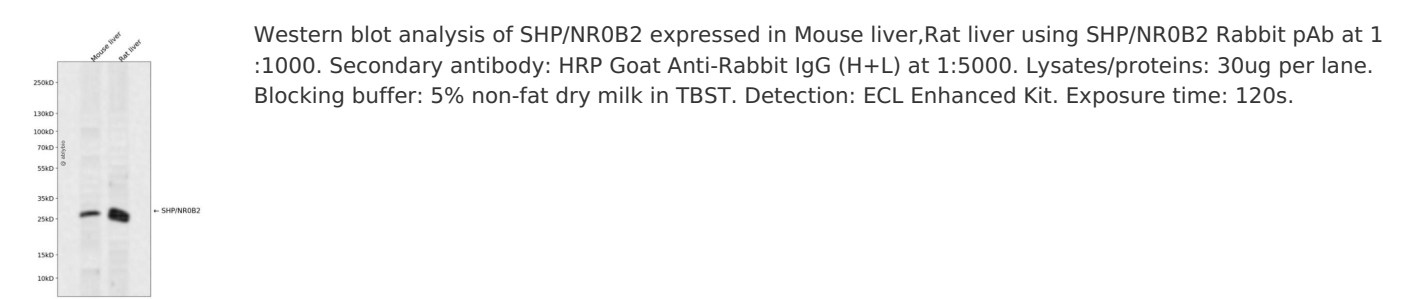 Mouse liver
Rat liver
Western blot analysis of SHP/NR0B2 expressed in Mouse liver,Rat liver using SHP/NR0B2 Rabbit pAb at 1
:1000. Secondary antibody: HRP Goat Anti-Rabbit IgG (H+L) at 1:5000. Lysates/proteins: 30ug per lane.
Blocking buffer: 5% non-fat dry milk in TBST. Detection: ECL Enhanced Kit. Exposure time: 120s.
250kD
130kD
100kD
70kD
55kD
35kD
25kD
15kD
10kD
← SHP/NR0B2